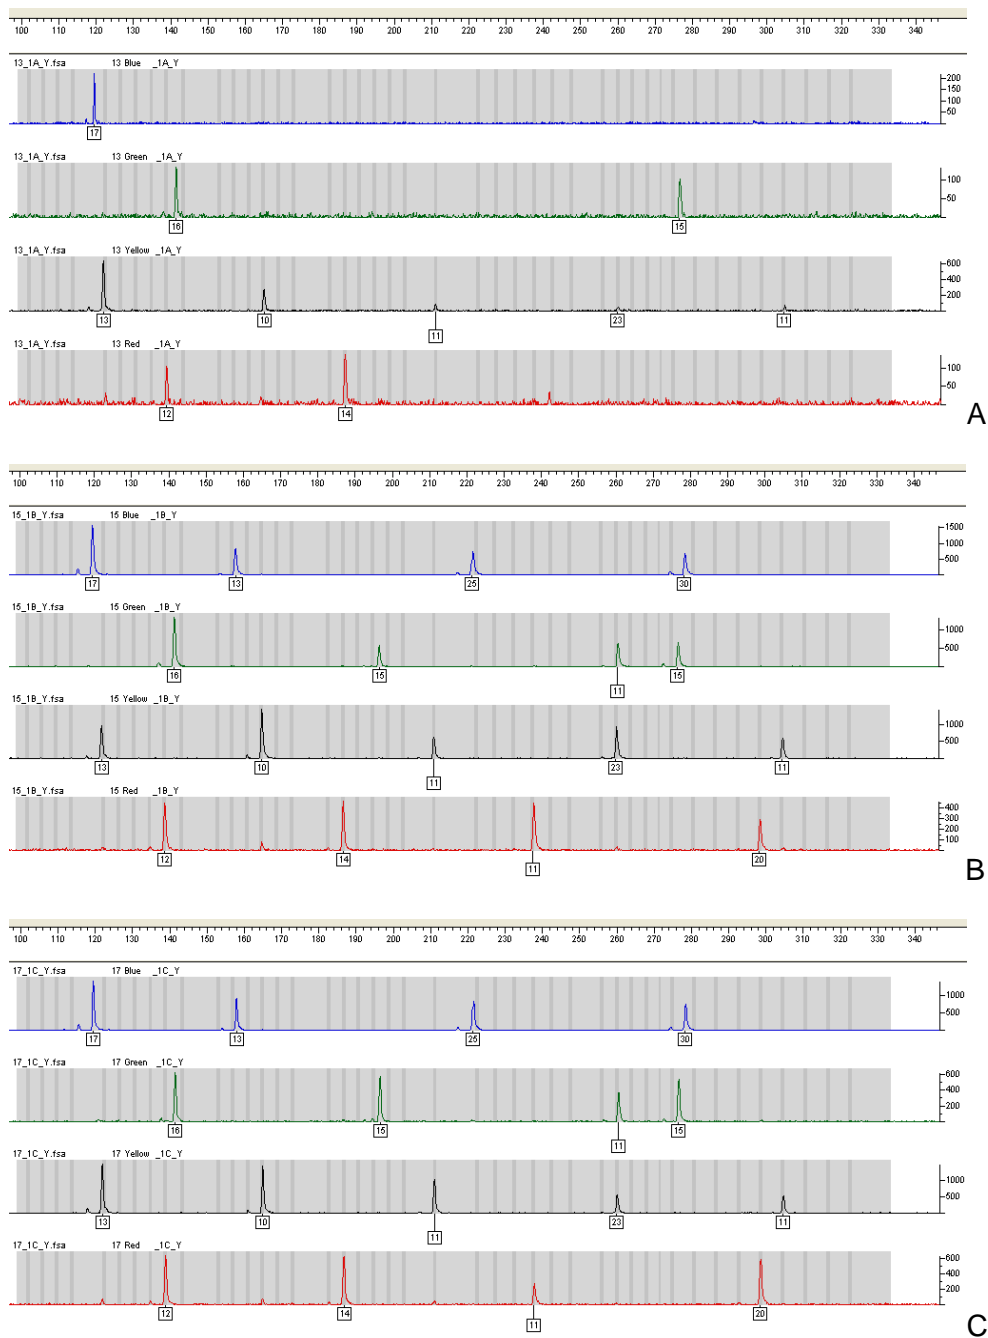 100 110 120 130 140 150 160 170 180 190 200 210 220 230 240 250 260 270 280 290 300 310 320 330 340
13_1A_Y.fsa 13 Blue _1A_Y
200
150
100
50
17
13_1A_Y.fsa 13 Green _1A_Y
100
50
16 15
13_1A_Y.fsa 13 Yellow _1A_Y
600
400
200
13 10 11 23 11
13_1A_Y.fsa 13 Red _1A_Y
100
50
12 14
A
100 110 120 130 140 150 160 170 180 190 200 210 220 230 240 250 260 270 280 290 300 310 320 330 340
15_1B_Y.fsa 15 Blue _1B_Y
1500
1000
500
17 13 25 30
15_1B_Y.fsa 15 Green _1B_Y
1000
500
16 15 11 15
15_1B_Y.fsa 15 Yellow _1B_Y
1000
500
13 10 11 23 11
15_1B_Y.fsa 15 Red _1B_Y
400
300
200
100
12 14 11 20
B
100 110 120 130 140 150 160 170 180 190 200 210 220 230 240 250 260 270 280 290 300 310 320 330 340
17_1C_Y.fsa 17 Blue _1C_Y
1000
500
17 13 25 30
17_1C_Y.fsa 17 Green _1C_Y
600
400
200
16 15 11 15
17_1C_Y.fsa 17 Yellow _1C_Y
1000
500
13 10 11 23 11
17_1C_Y.fsa 17 Red _1C_Y
600
400
200
12 14 11 20
C